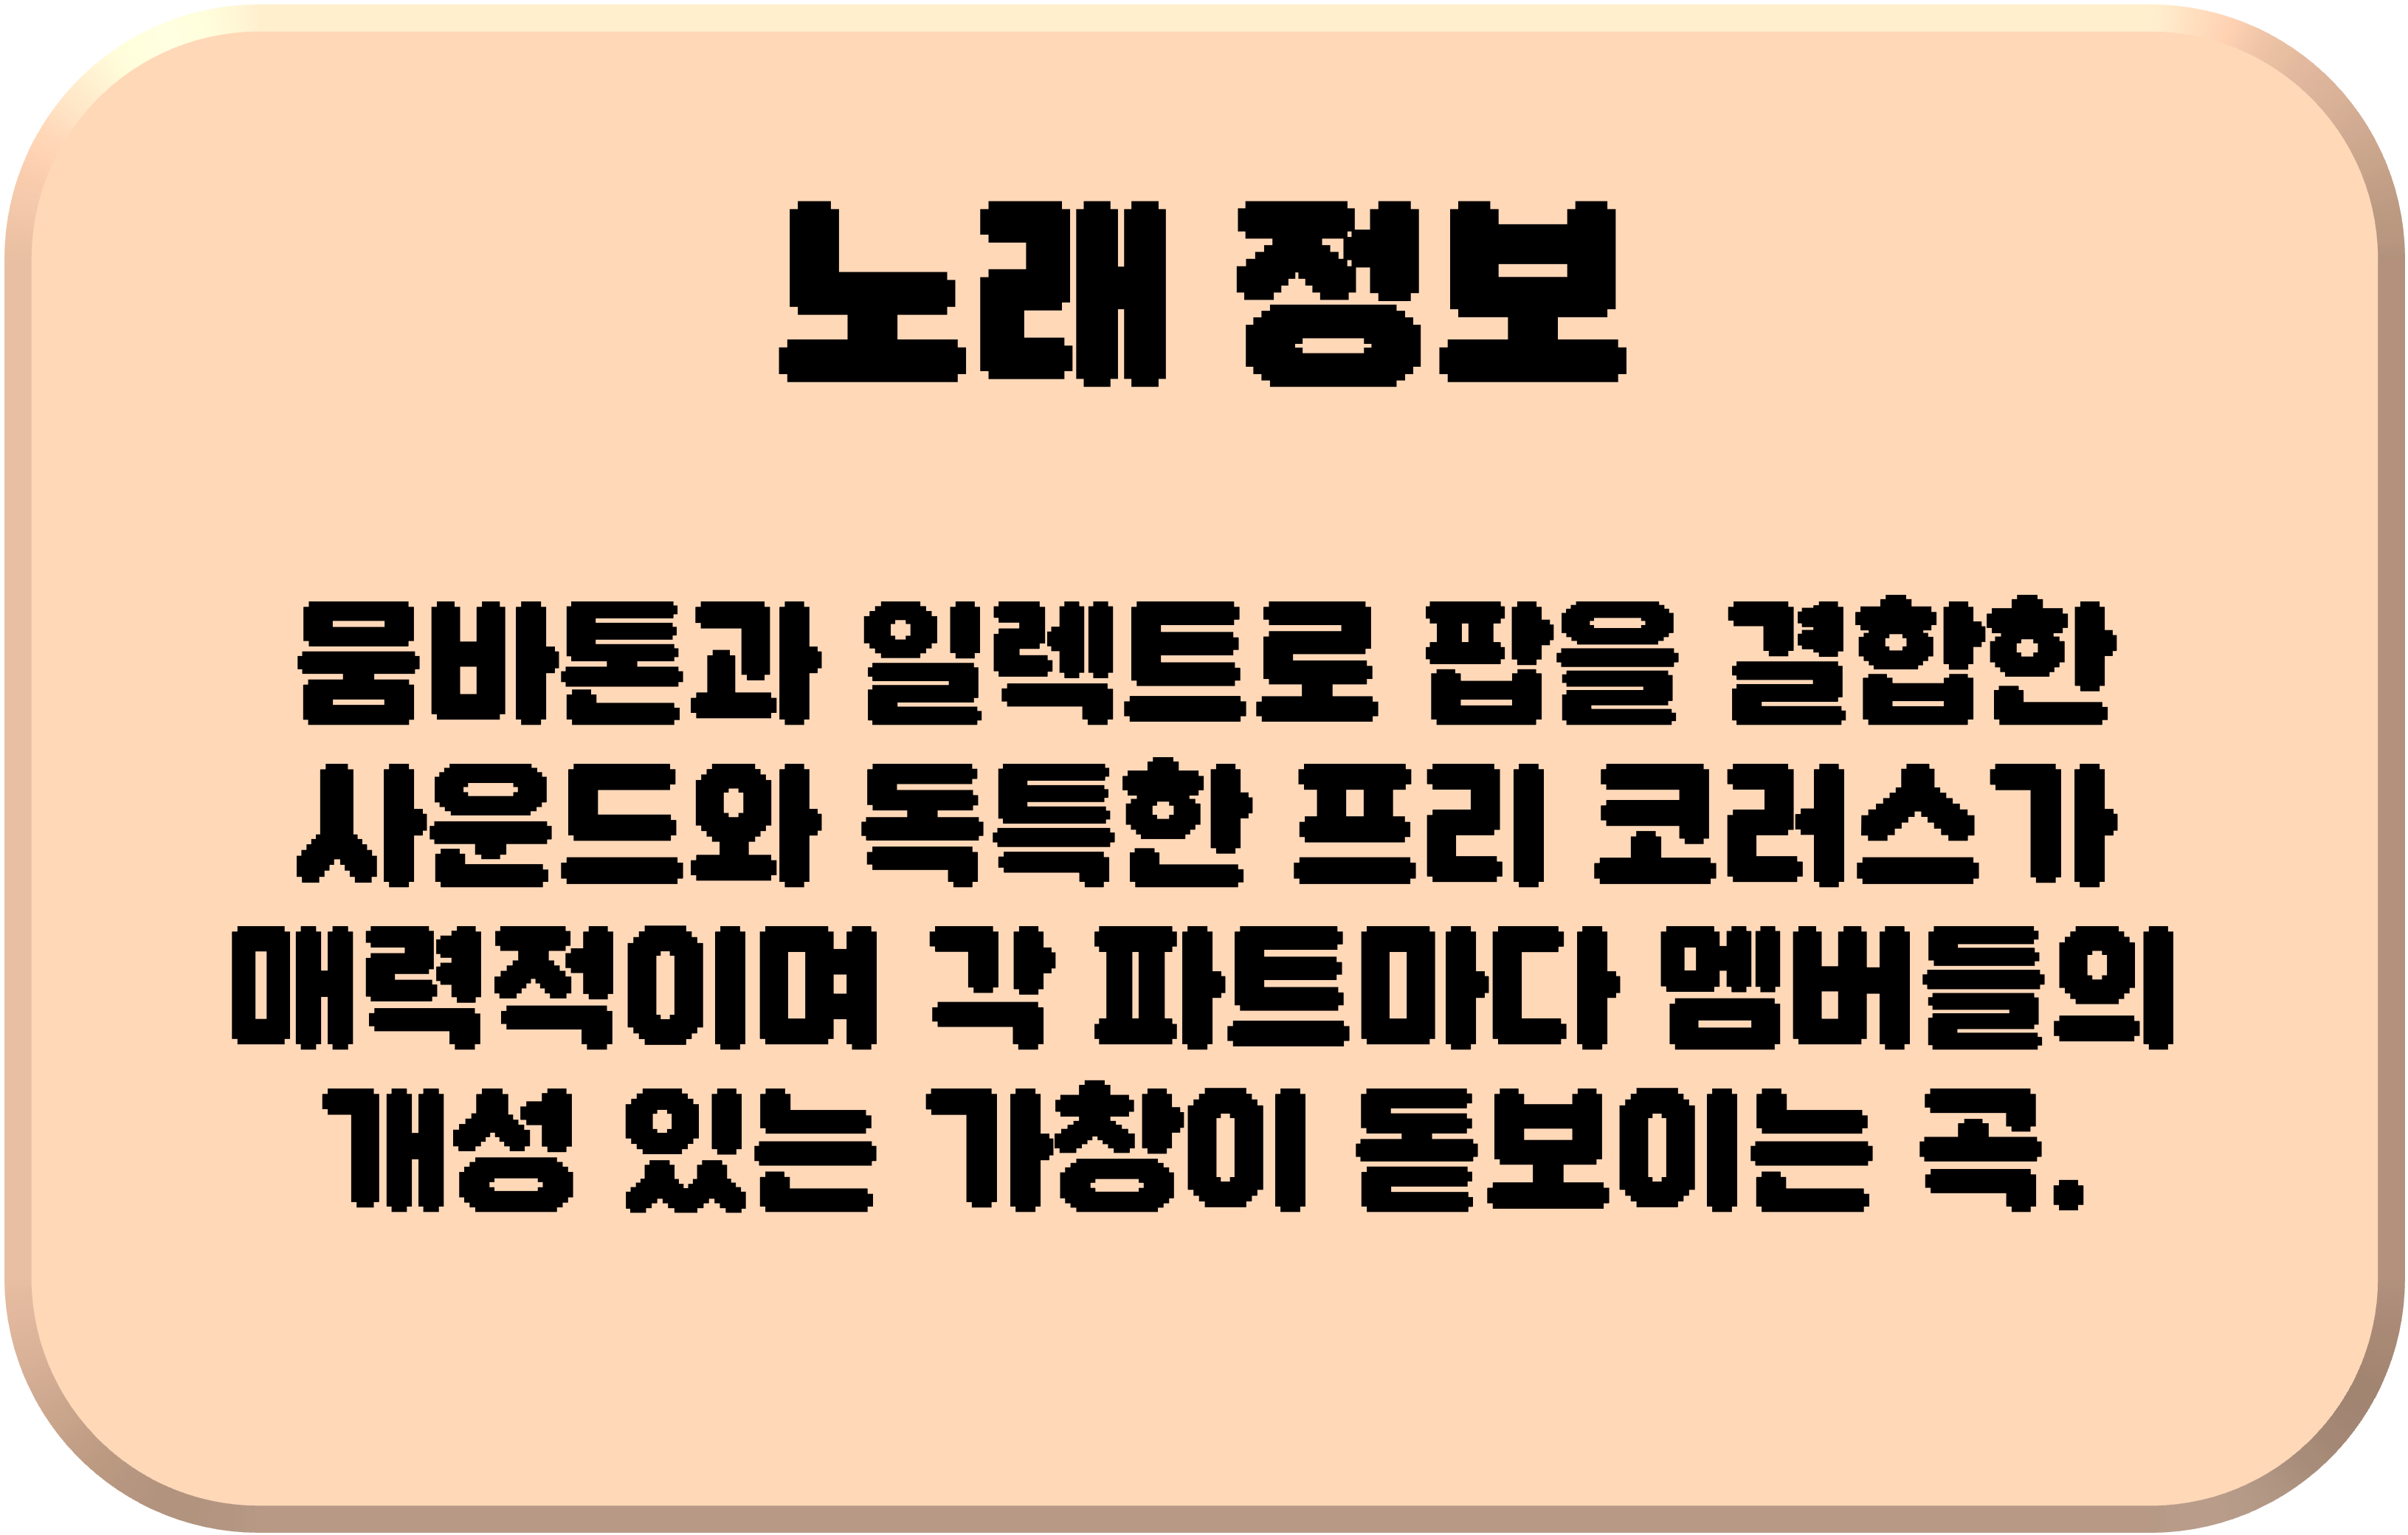 노래 정보
뭄바톤과 일렉트로 팝을 결합한
사운드와 독특한 프리 코러스가
매력적이며 각 파트마다 멤버들의
개성 있는 가창이 돋보이는 곡.